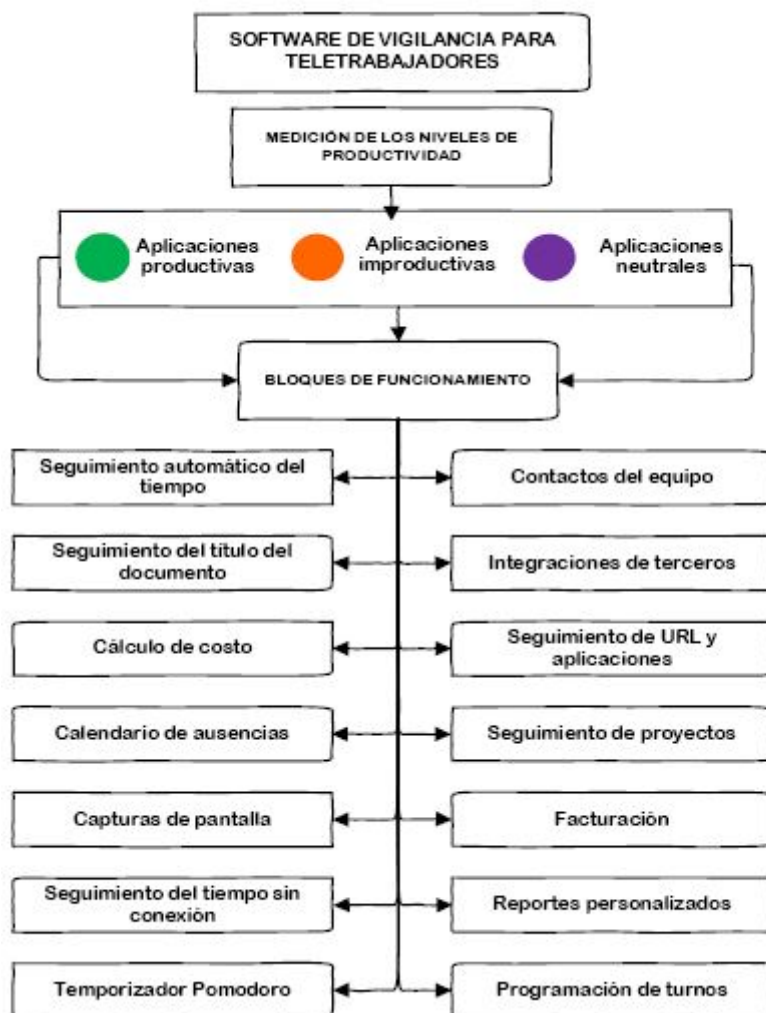 SOFTWARE DE VIGILANCIA PARA
TELETRABAJADORES
MEDICIÓN DE LOS NIVELES DE
PRODUCTIVIDAD
Aplicaciones
productivas
Aplicaciones
improductivas
Aplicaciones
neutrales
BLOQUES DE FUNCIONAMIENTO
Seguimiento automático del
tiempo
Contactos del equipo
Seguimiento del título del
documento
Integraciones de terceros
Cálculo de costo
Seguimiento de URL y
aplicaciones
Calendario de ausencias
Seguimiento de proyectos
Capturas de pantalla
Facturación
Seguimiento del tiempo sin
conexión
Reportes personalizados
Temporizador Pomodoro
Programación de turnos